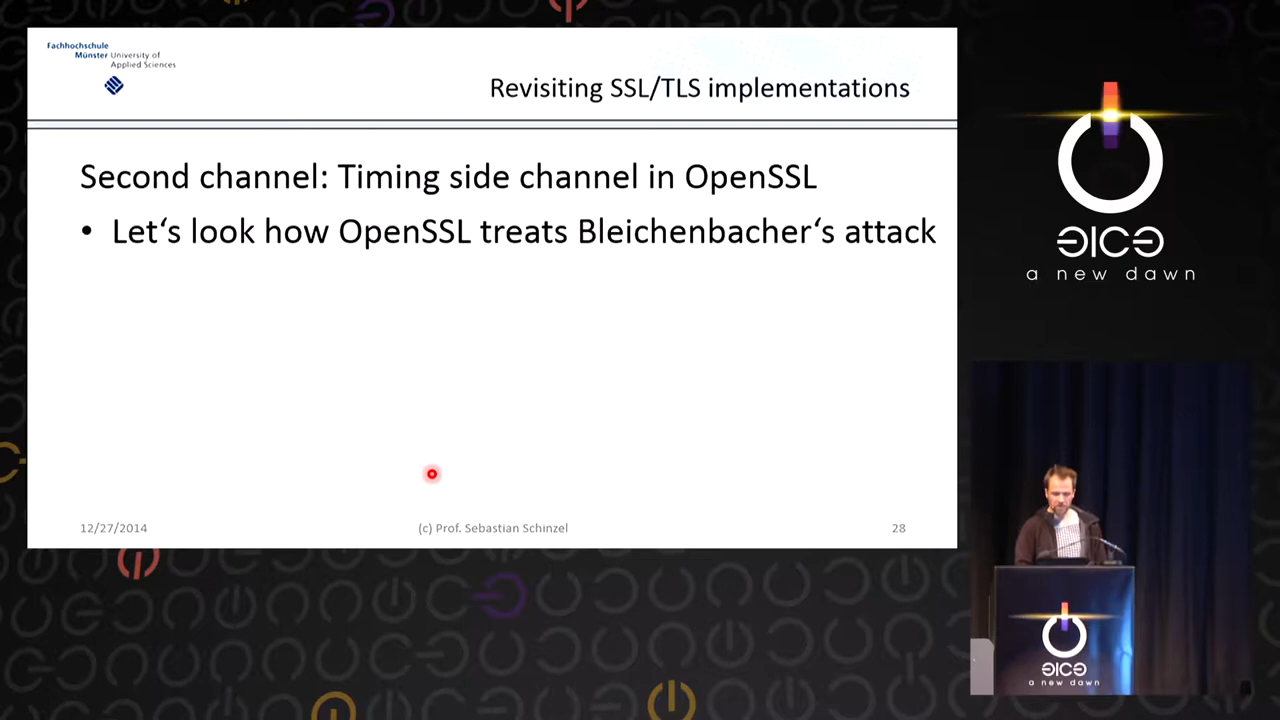 Fachhochschule
Münster University of
Applied Sciences
Revisiting SSL/TLS implementations
Second channel: Timing side channel in OpenSSL
• Let‘s look how OpenSSL treats Bleichenbacher‘s attack
12/27/2014
(c) Prof. Sebastian Schinzel
28
a new dawn
a new dawn